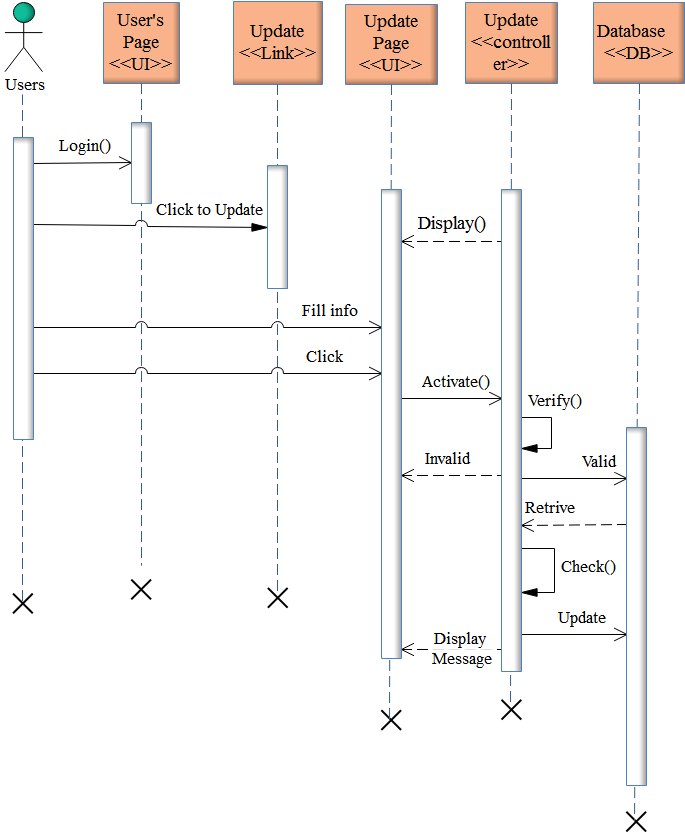 Users
User's
Page
<<UI>>
Update
<<Link>>
Update
Page
<<UI>>
Update
<<controll
er>>
Database
<<DB>>
Login()
Click to Update
Display()
Fill info
Click
Activate()
Verify()
Invalid
Valid
Retrive
Check()
Update
Display
Message